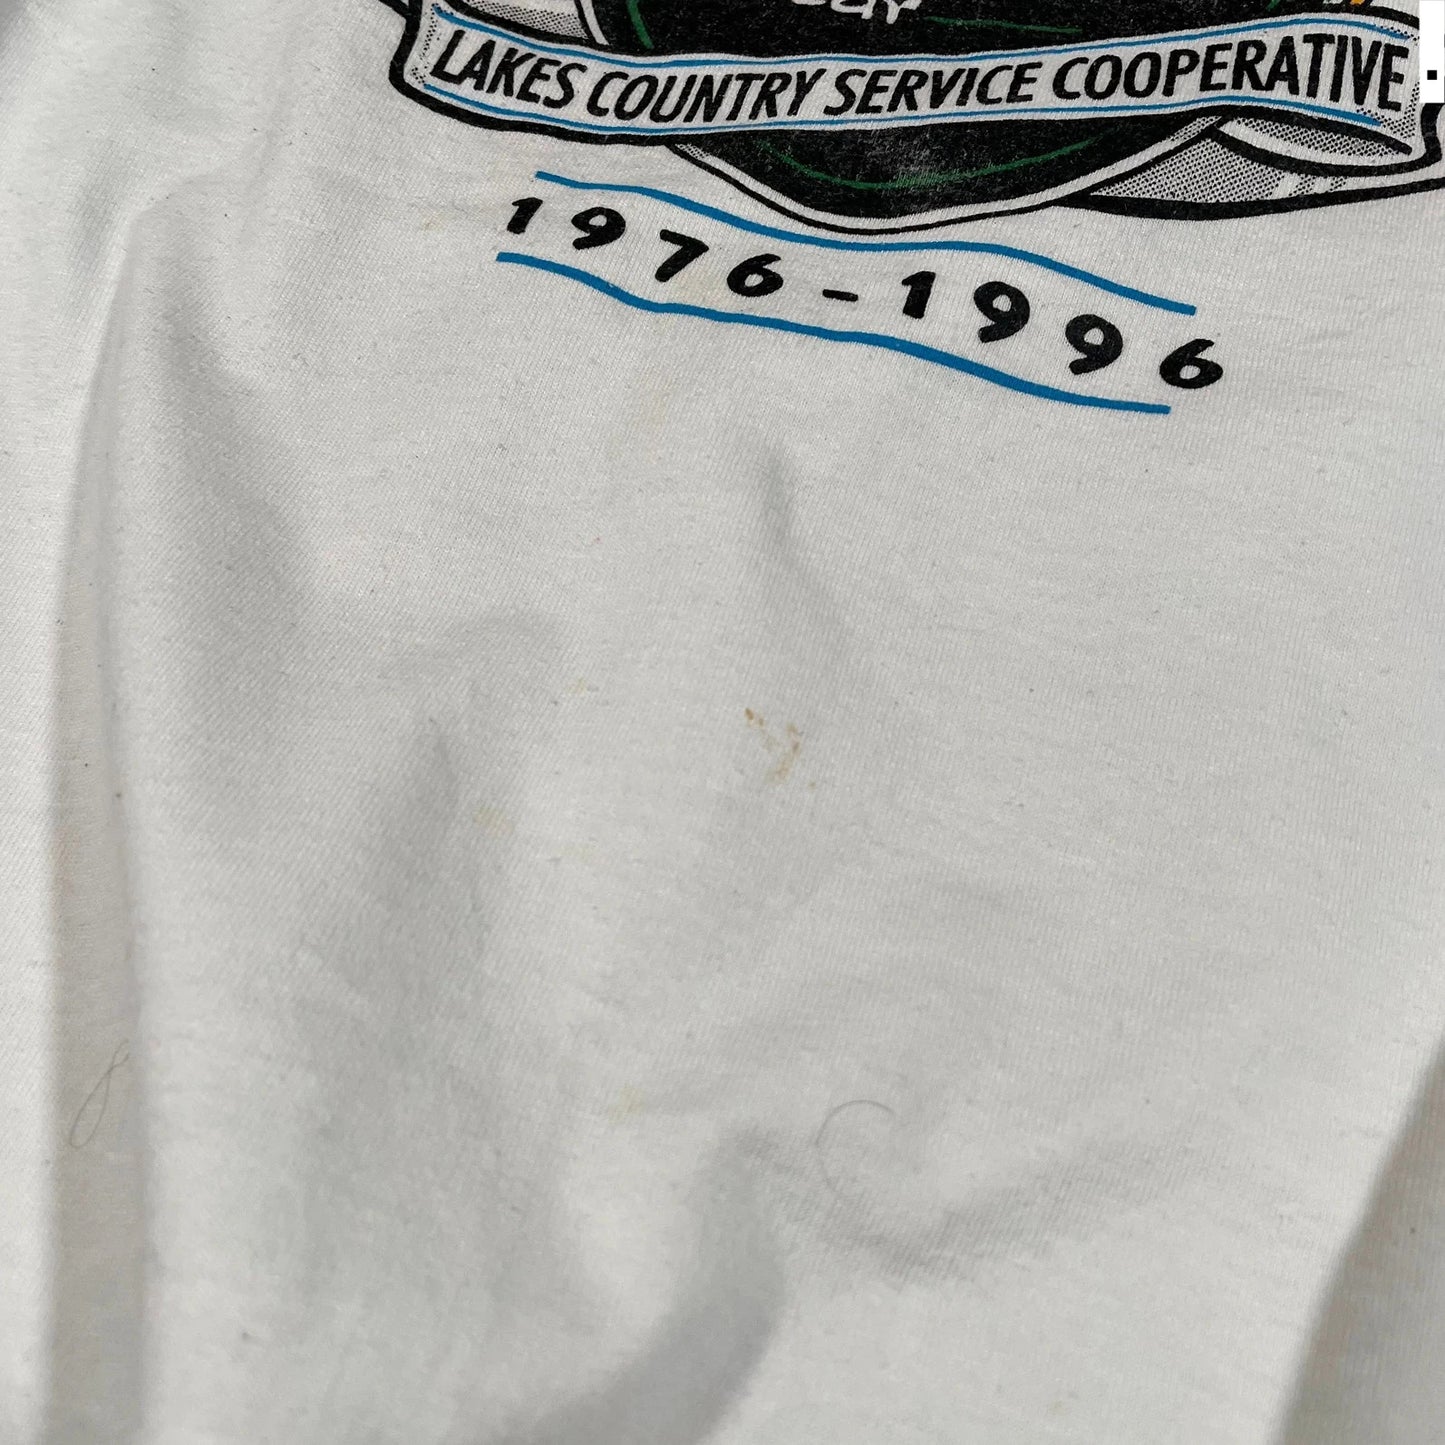 LAKES COUNTRY SERVICE COOPERATIVE
1976-1996